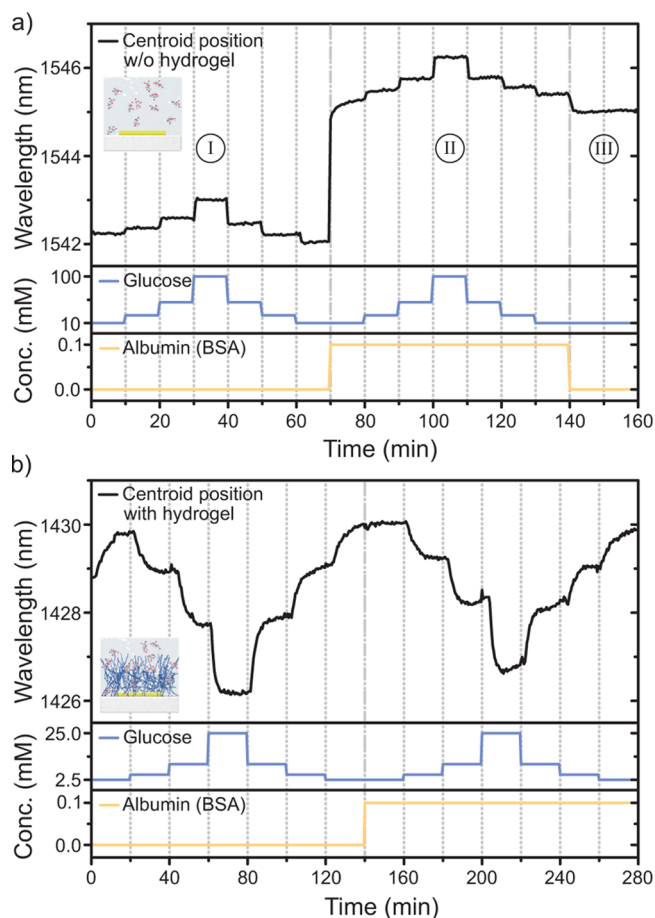 a)
Centroid position
w/o hydrogel
Wavelength (nm)
1546
1544
1542
I
II
III
Conc. (mM)
Glucose
100
10
Albumin (BSA)
0.1
0.0
0 20 40 60 80 100 120 140 160
Time (min)
b)
Centroid position
with hydrogel
Wavelength (nm)
1430
1428
1426
Conc. (mM)
Glucose
25.0
2.5
Albumin (BSA)
0.1
0.0
0 40 80 120 160 200 240 280
Time (min)